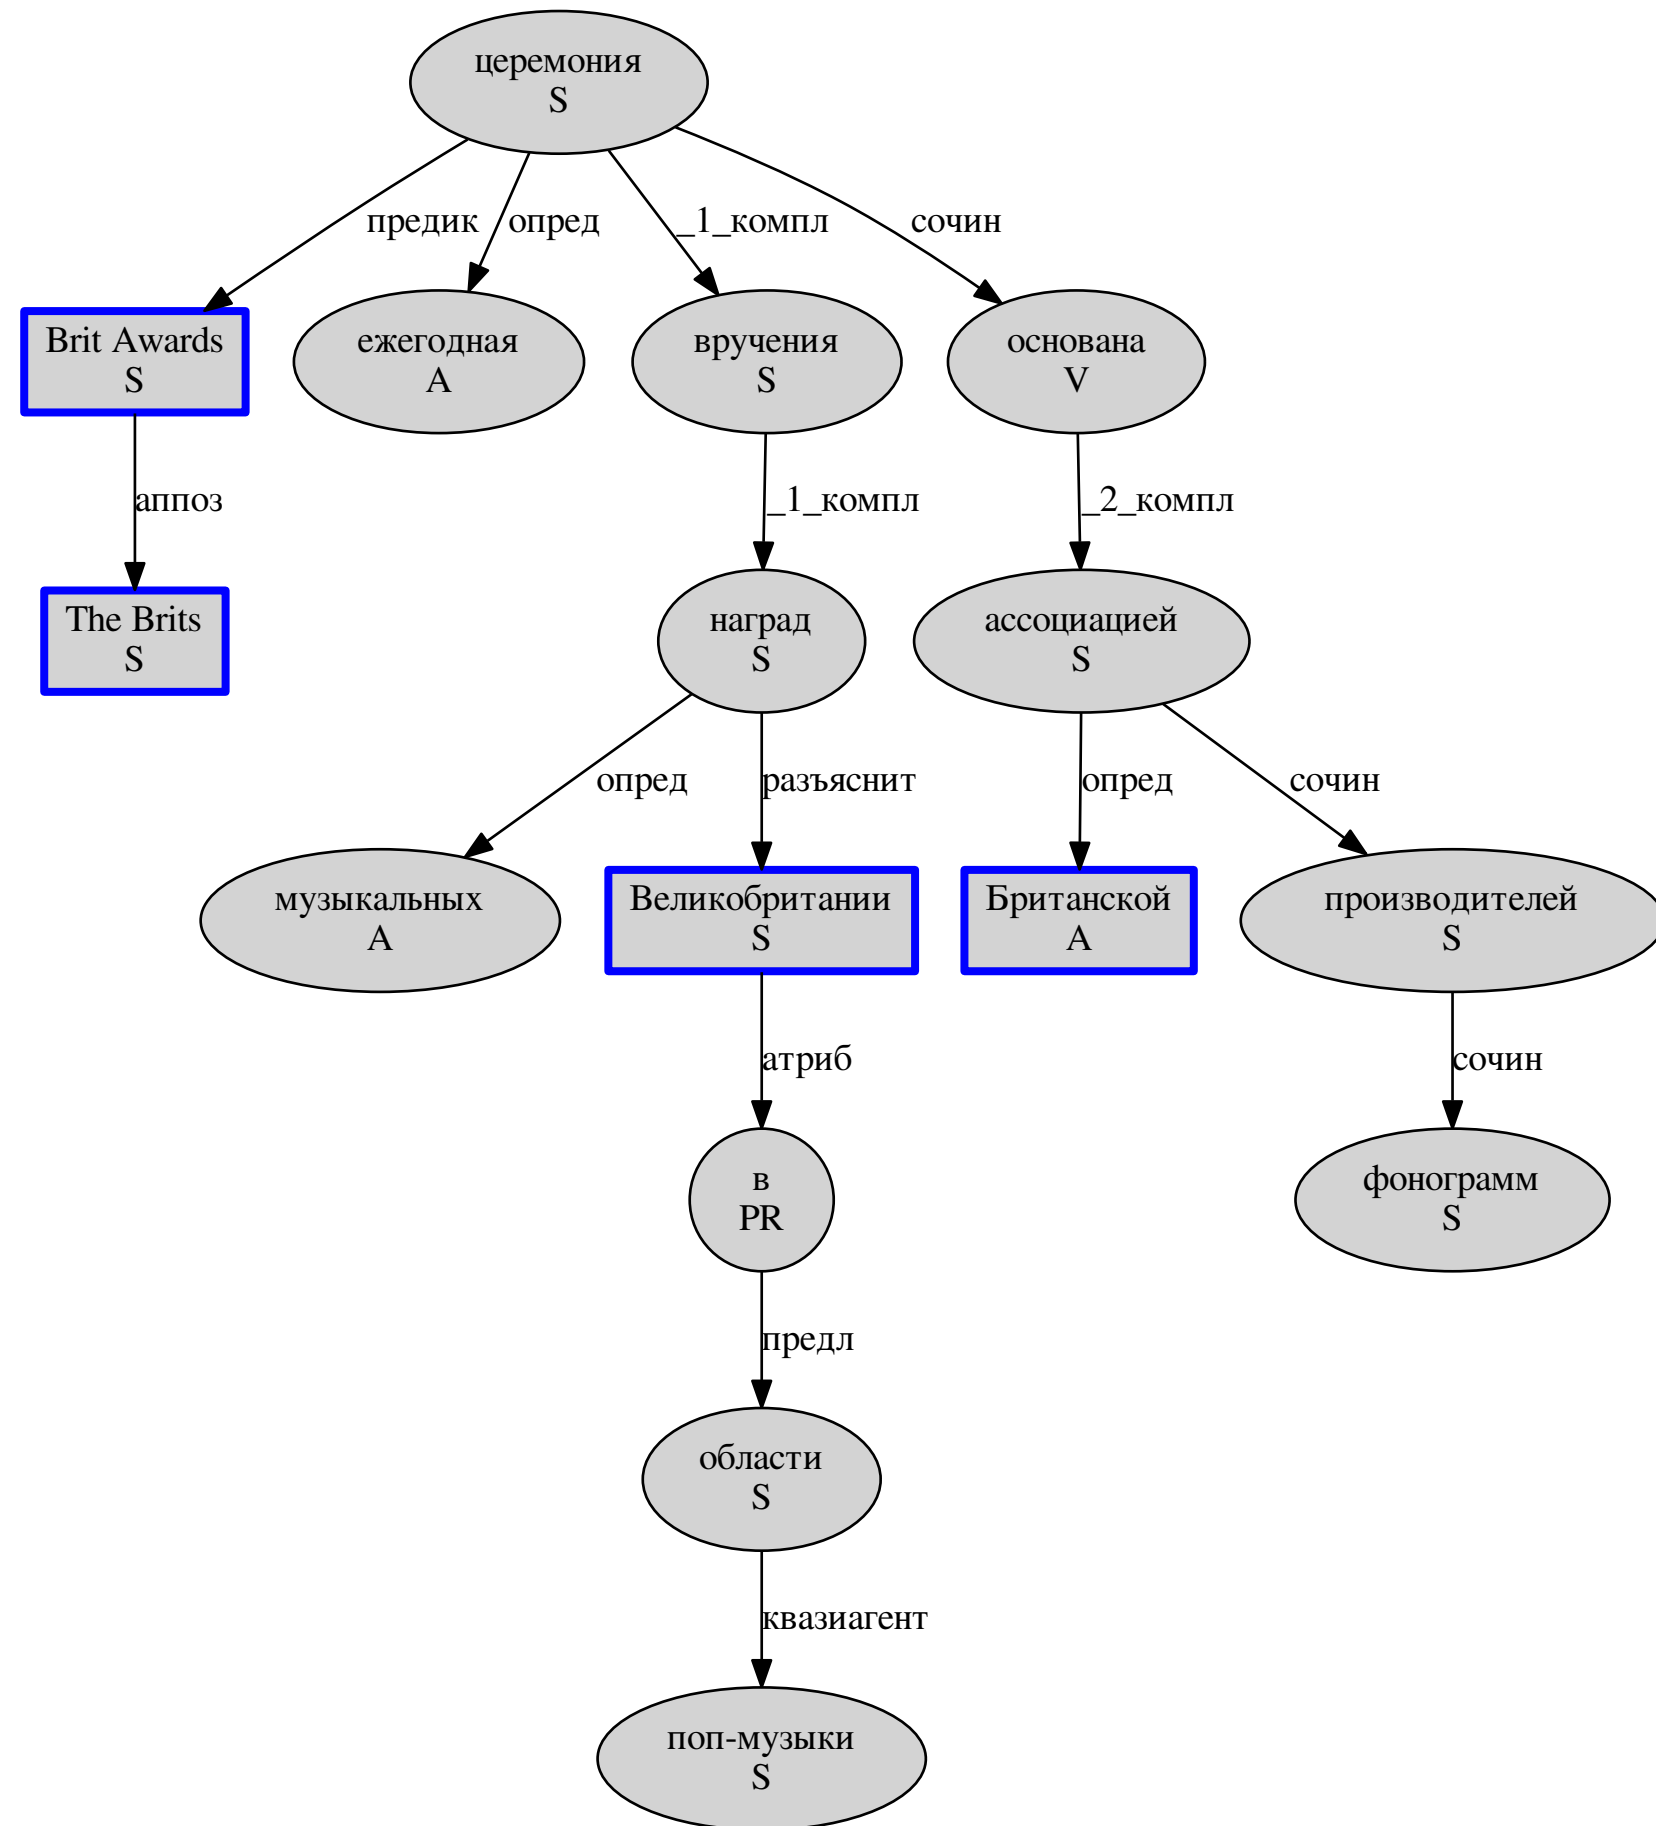 церемония
S
предик
опред
_1_компл
сочин
Brit Awards
S
ежегодная
A
вручения
S
основана
V
аппоз
_1_компл
_2_компл
The Brits
S
наград
S
ассоциацией
S
опред
разъяснит
опред
сочин
музыкальных
A
Великобритании
S
Британской
A
производителей
S
атриб
сочин
в
PR
фонограмм
S
предл
области
S
квазиагент
поп-музыки
S